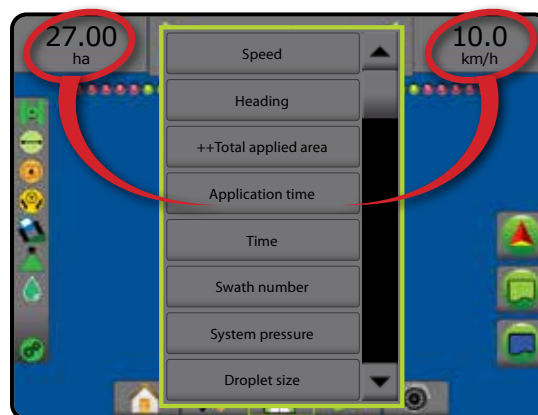 27.00
ha
10.0
km/h
Speed
Heading
++Total applied area
Application time
Time
Swath number
System pressure
Droplet size